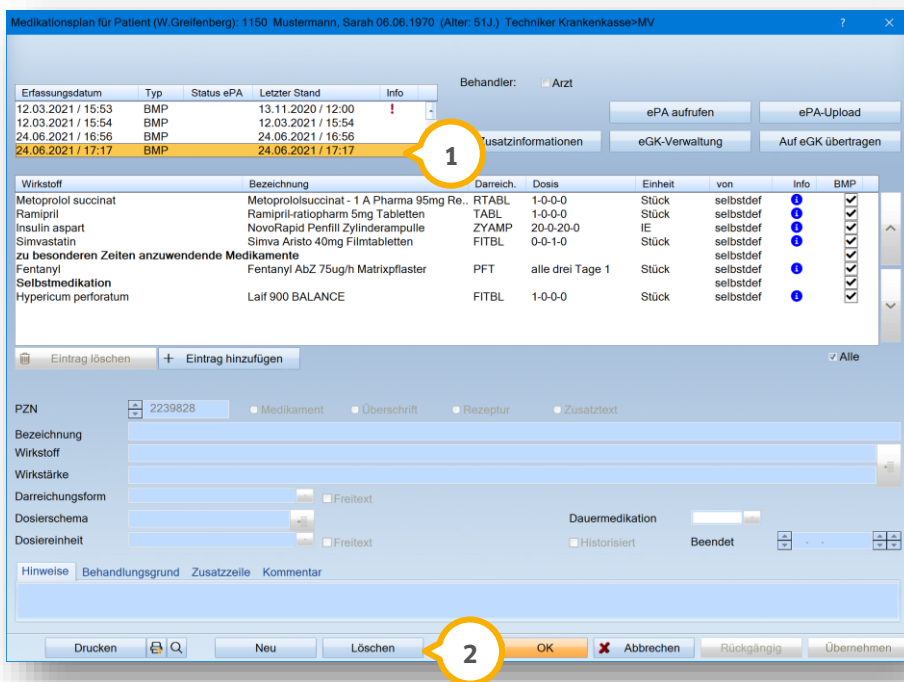 Medikationsplan für Patient (W.Greifenberg): 1150 Mustermann, Sarah 06.06.1970 (Alter: 51J.) Techniker Krankenkasse>MV ? ×
Behandler: Arzt
Erfassungsdatum Typ Status ePA Letzter Stand Info
12.03.2021 / 15:53 BMP 13.11.2020 / 12:00 !
12.03.2021 / 15:54 BMP 12.03.2021 / 15:54
24.06.2021 / 16:56 BMP 24.06.2021 / 16:56
24.06.2021 / 17:17 BMP 24.06.2021 / 17:17
1
ePA aufrufen ePA-Upload
Zusatzinformationen eGK-Verwaltung Auf eGK übertragen
Wirkstoff Bezeichnung Darreich. Dosis Einheit von Info BMP
Metoprolol succinat Metoprololsuccinat - 1 A Pharma 95mg Re.. RTABL 1-0-0-0 Stück selbstdef
Ramipril Ramipril-ratiopharm 5mg Tabletten TABL 1-0-0-0 Stück selbstdef
Insulin aspart NovoRapid Penfill Zylinderampulle ZYAMP 20-0-20-0 IE selbstdef
Simvastatin Simva Aristo 40mg Filmtabletten FITBL 0-0-1-0 Stück selbstdef
zu besonderen Zeiten anzuwendende Medikamente selbstdef
Fentanyl Fentanyl AbZ 75ug/h Matrixpflaster PFT alle drei Tage 1 Stück selbstdef
Selbstmedikation selbstdef
Hypericum perforatum Laif 900 BALANCE FITBL 1-0-0-0 Stück selbstdef
Eintrag löschen + Eintrag hinzufügen Alle
PZN 2239828 Medikament Überschrift Rezeptur Zusatztext
Bezeichnung
Wirkstoff
Wirkstärke
Darreichungsform Freitext
Dosierschema Dauermedikation
Dosiereinheit Freitext Historisiert Beendet . .
Hinweise Behandlungsgrund Zusatzzeile Kommentar
Drucken Neu Löschen 2 OK Abbrechen Rückgängig Übernehmen